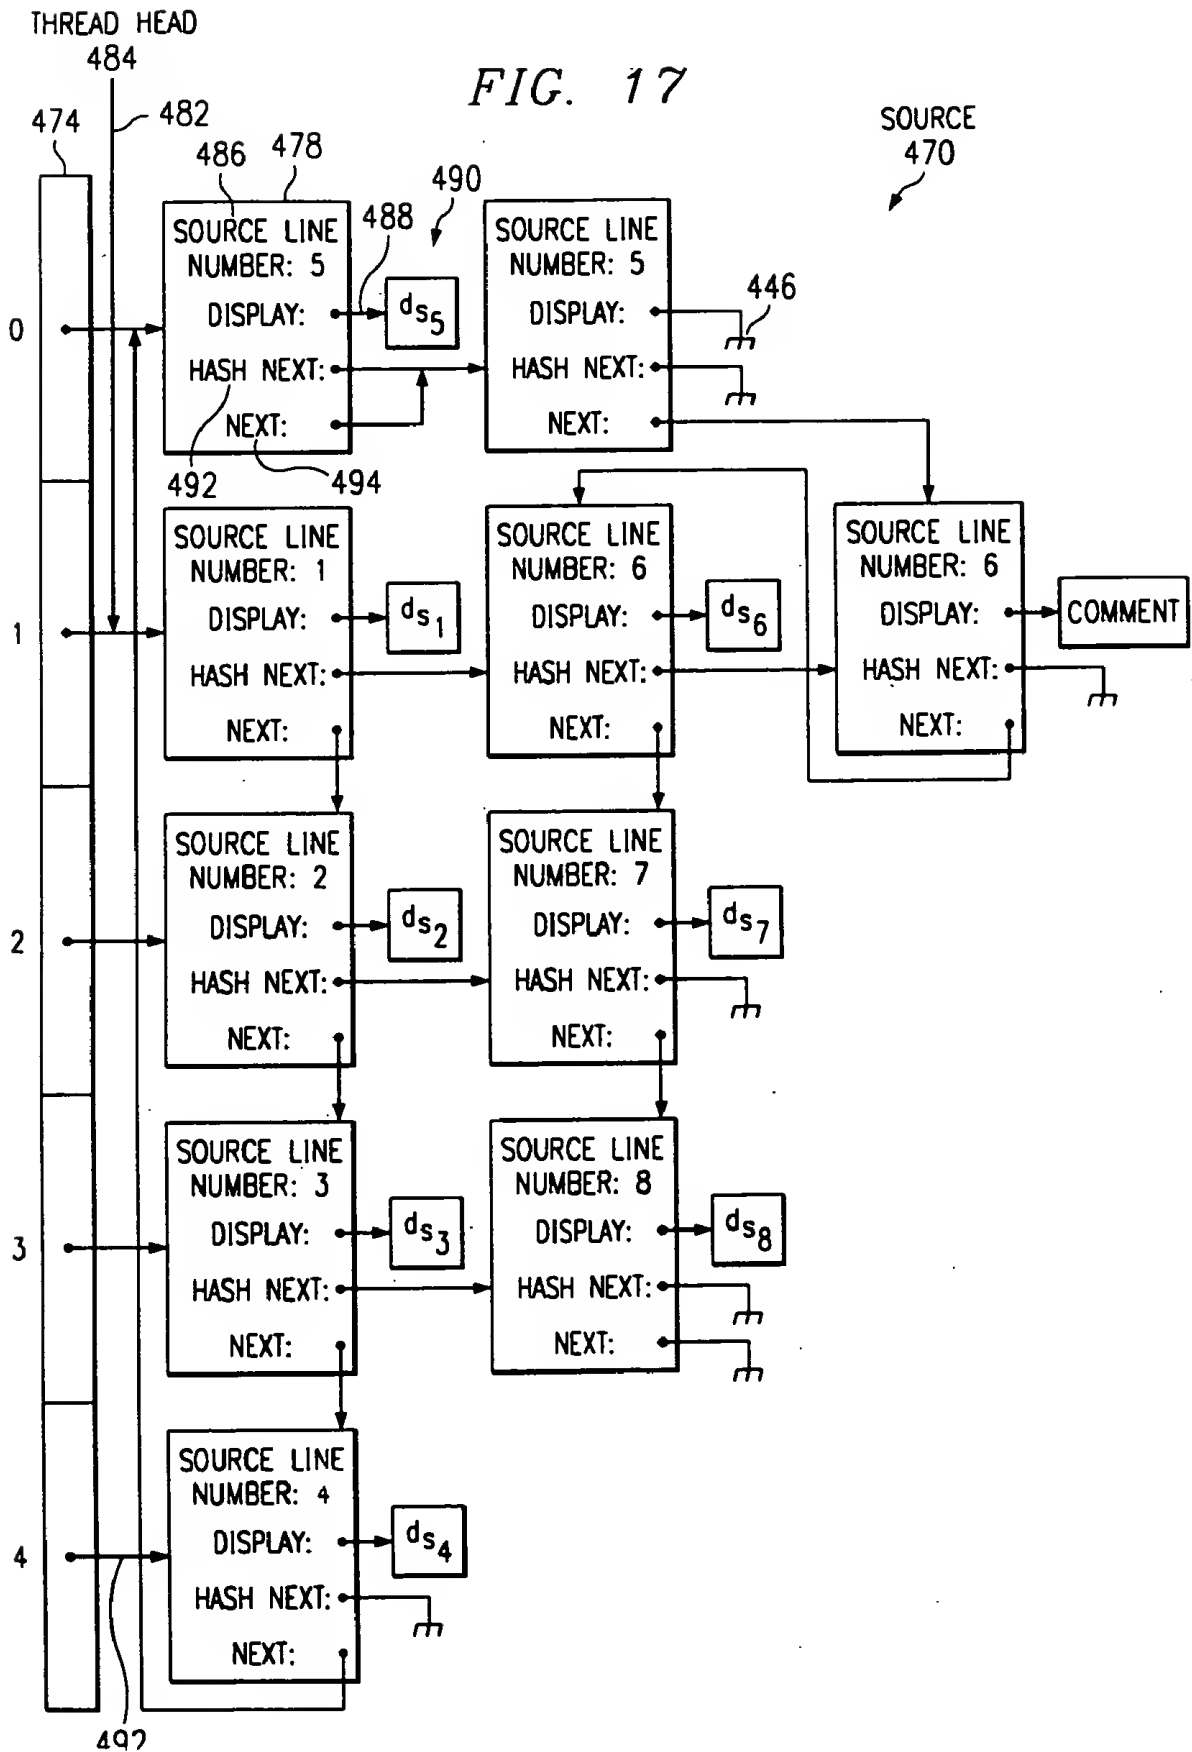 THREAD HEAD
484
FIG. 17
474
482
SOURCE
470
486
478
490
488
SOURCE LINE
NUMBER: 5
DISPLAY:
HASH NEXT:
NEXT:
ds5
492
494
SOURCE LINE
NUMBER: 5
DISPLAY:
HASH NEXT:
NEXT:
446
0
SOURCE LINE
NUMBER: 1
DISPLAY:
HASH NEXT:
NEXT:
ds1
SOURCE LINE
NUMBER: 6
DISPLAY:
HASH NEXT:
NEXT:
ds6
SOURCE LINE
NUMBER: 6
DISPLAY:
HASH NEXT:
NEXT:
COMMENT
1
SOURCE LINE
NUMBER: 2
DISPLAY:
HASH NEXT:
NEXT:
ds2
SOURCE LINE
NUMBER: 7
DISPLAY:
HASH NEXT:
NEXT:
ds7
2
SOURCE LINE
NUMBER: 3
DISPLAY:
HASH NEXT:
NEXT:
ds3
SOURCE LINE
NUMBER: 8
DISPLAY:
HASH NEXT:
NEXT:
ds8
3
SOURCE LINE
NUMBER: 4
DISPLAY:
HASH NEXT:
NEXT:
ds4
4
492